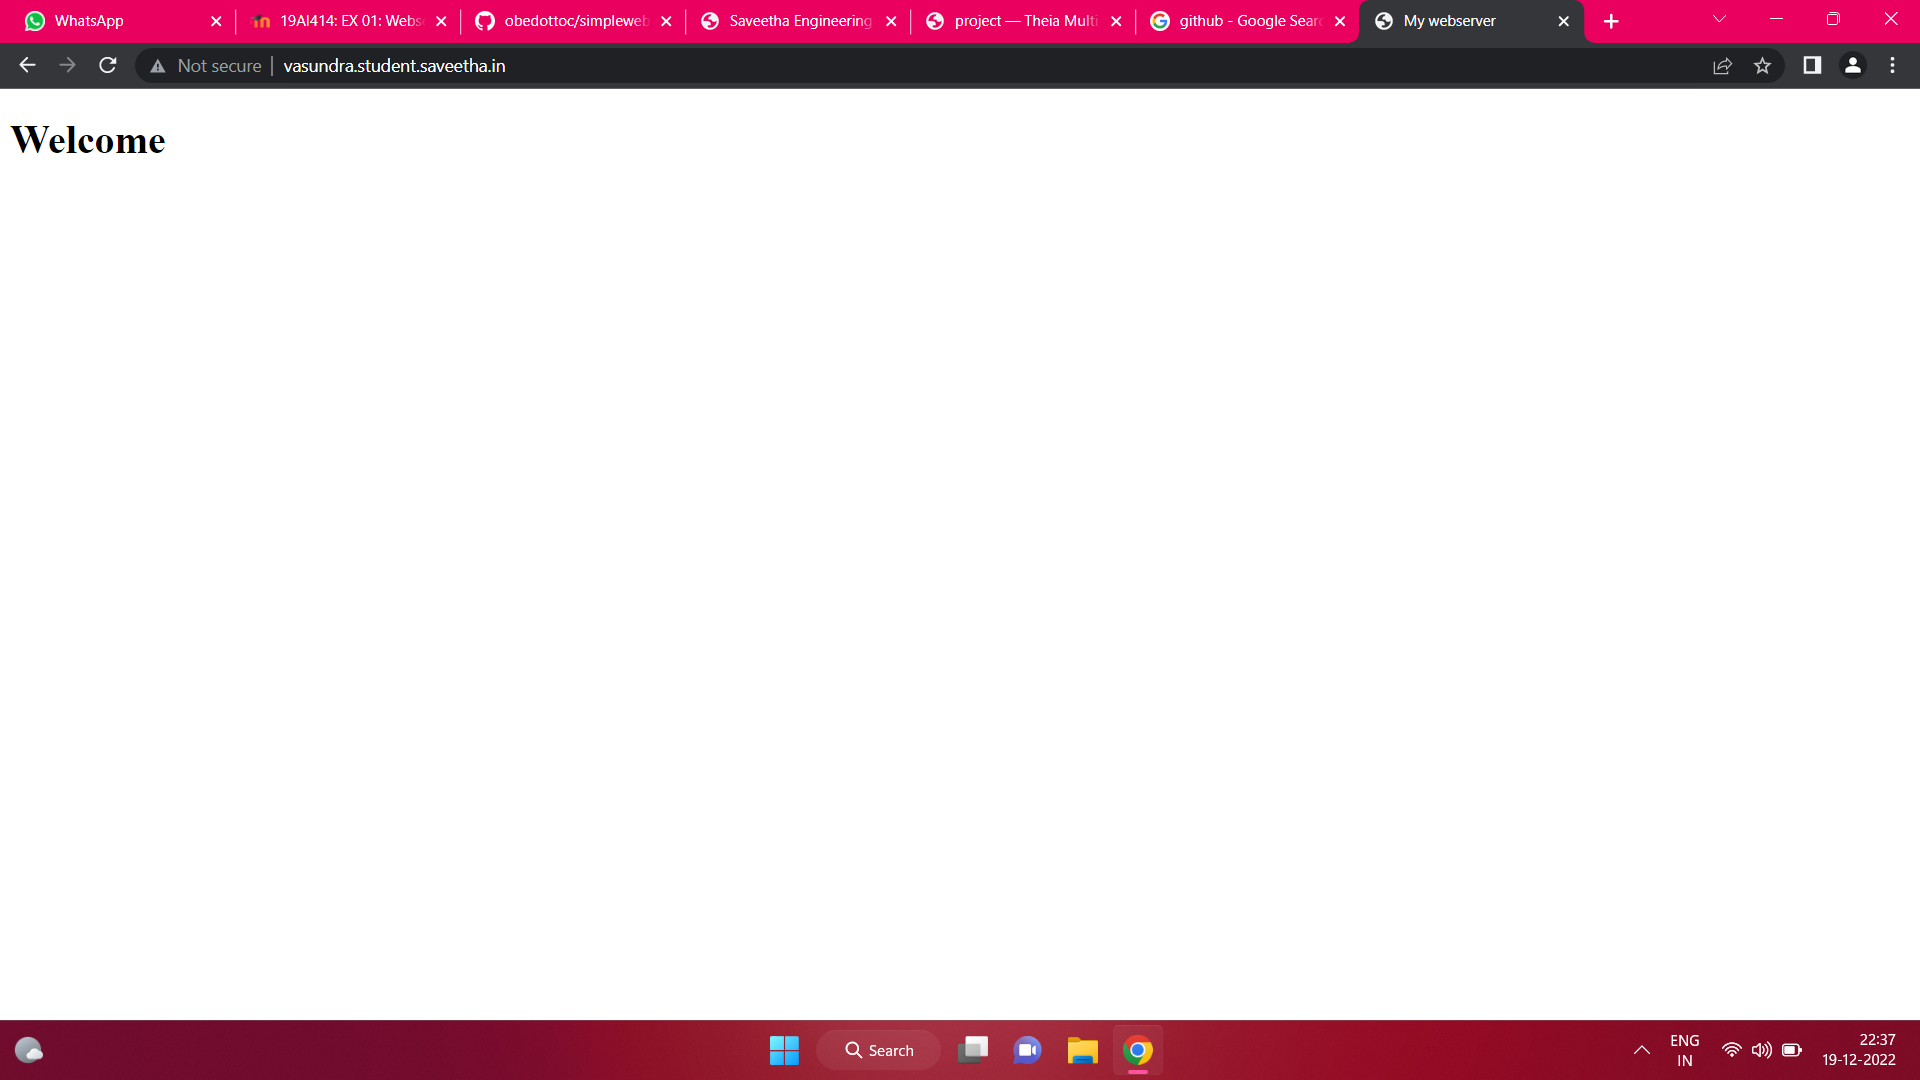 WhatsApp
19AI414: EX 01: Webs
obedottoc/simpleweb
Saveetha Engineering
project — Theia Multi
github - Google Sear
My webserver
Not secure
vasundra.student.saveetha.in
Welcome
Search
ENG
IN
22:37
19-12-2022